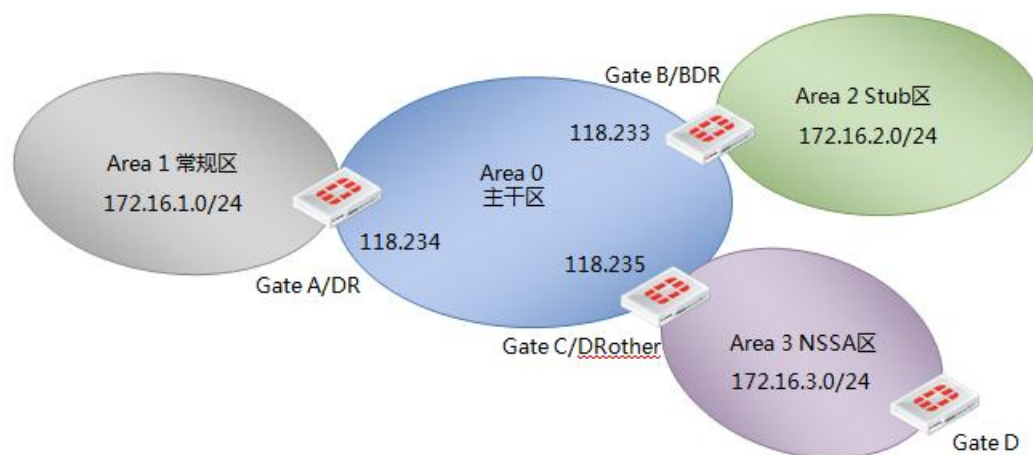 Gate B/BDR
Area 2 Stub区
172.16.2.0/24
118.233
Area 1 常规区
172.16.1.0/24
Area 0
主干区
118.234
118.235
Gate A/DR
Gate C/DRother
Area 3 NSSA区
172.16.3.0/24
Gate D